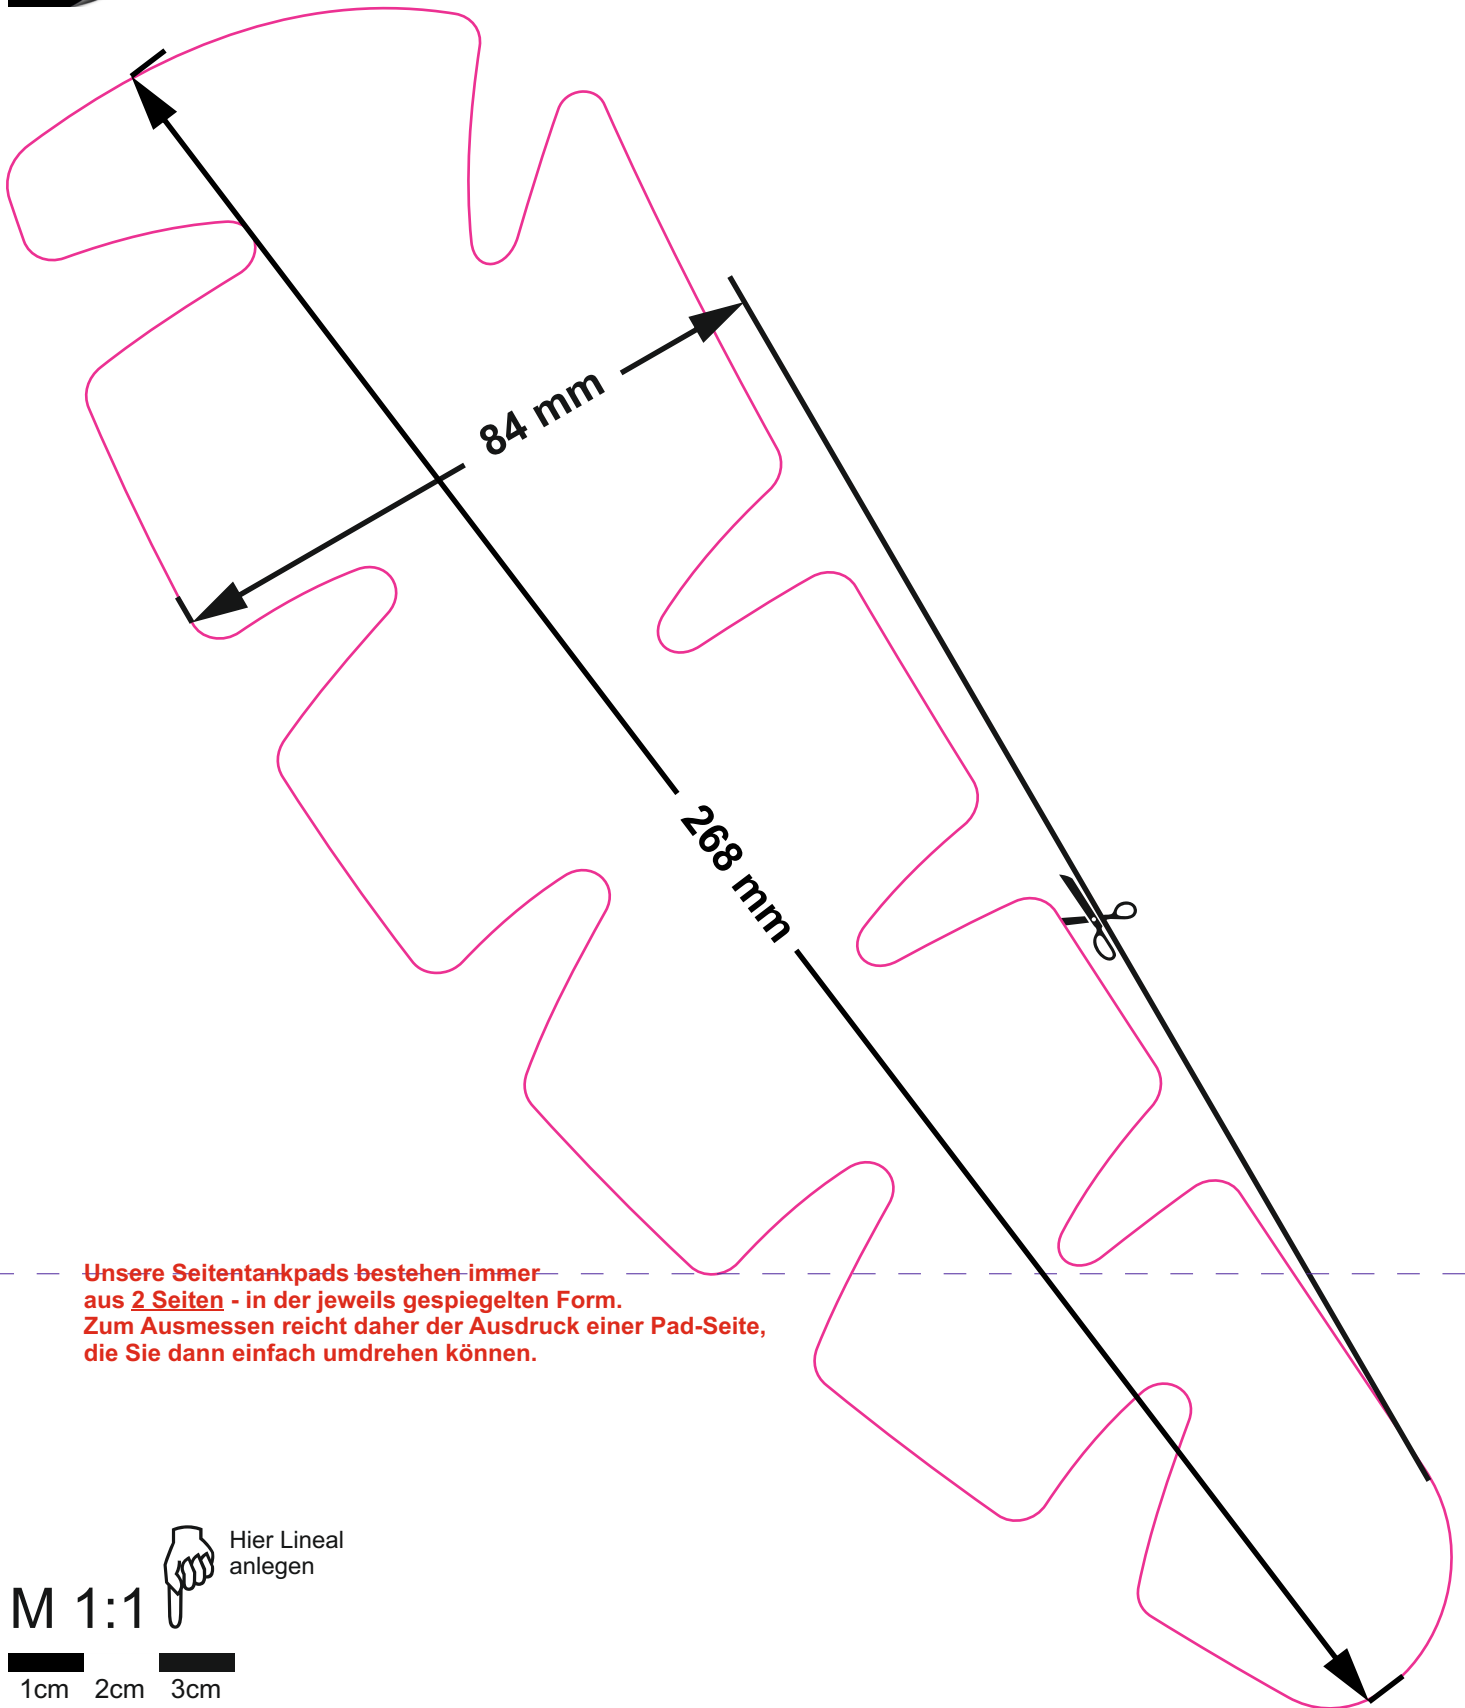 84 mm
268 mm
Unsere Seitentankpads bestehen immer
aus 2 Seiten - in der jeweils gespiegelten Form.
Zum Ausmessen reicht daher der Ausdruck einer Pad-Seite,
die Sie dann einfach umdrehen können.
Hier Lineal
anlegen
M 1:1
1cm 2cm 3cm